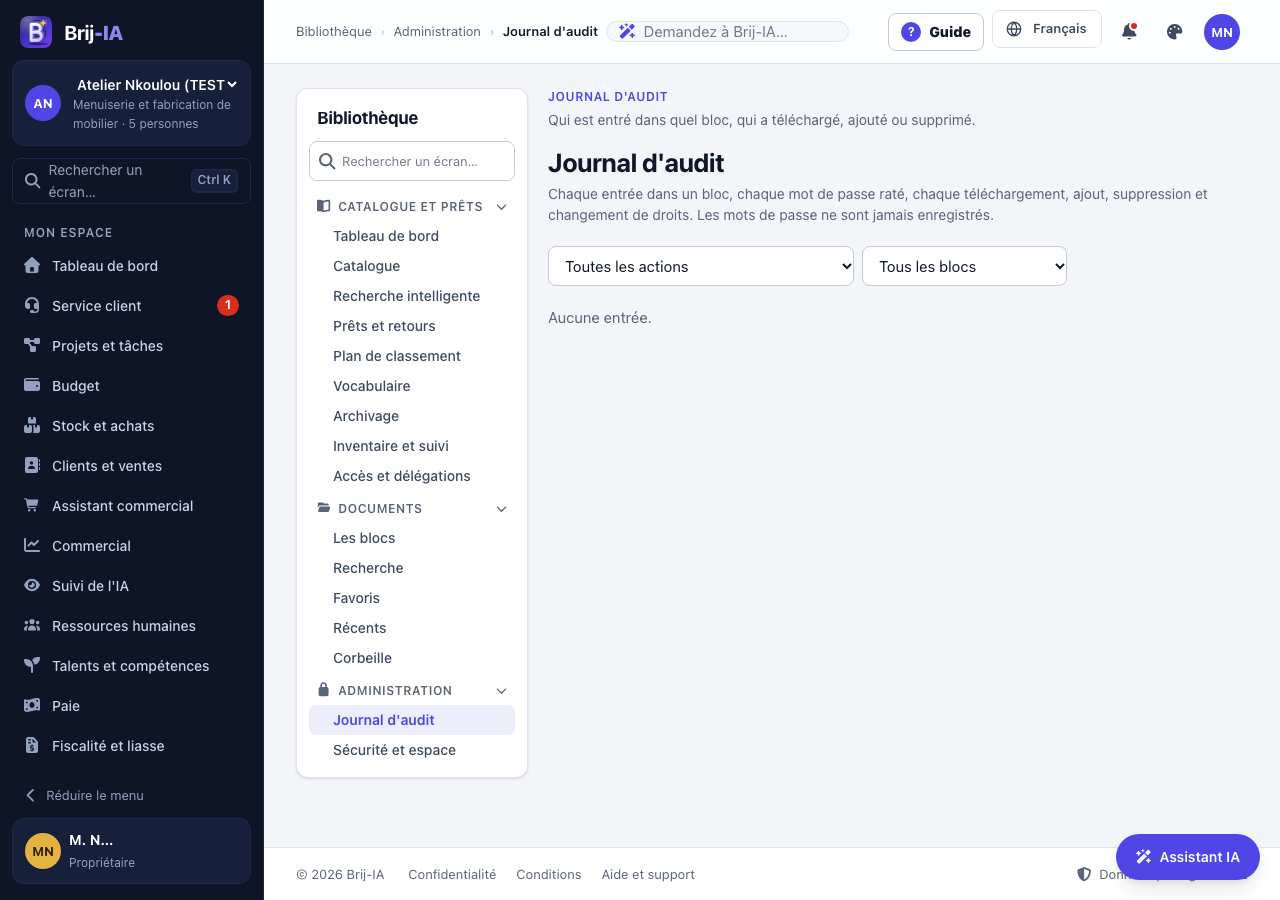 Brij-IA
AN
Atelier Nkoulou (TEST
Menuiserie et fabrication de
mobilier · 5 personnes
Rechercher un
écran...
Ctrl K
MON ESPACE
Tableau de bord
Service client
1
Projets et tâches
Budget
Stock et achats
Clients et ventes
Assistant commercial
Commercial
Suivi de l'IA
Ressources humaines
Talents et compétences
Paie
Fiscalité et liasse
Réduire le menu
MN
M. N...
Propriétaire
Bibliothèque › Administration › Journal d'audit
Demandez à Brij-IA...
? Guide
Français
MN
Bibliothèque
Rechercher un écran...
CATALOGUE ET PRÊTS
Tableau de bord
Catalogue
Recherche intelligente
Prêts et retours
Plan de classement
Vocabulaire
Archivage
Inventaire et suivi
Accès et délégations
DOCUMENTS
Les blocs
Recherche
Favoris
Récents
Corbeille
ADMINISTRATION
Journal d'audit
Sécurité et espace
JOURNAL D'AUDIT
Qui est entré dans quel bloc, qui a téléchargé, ajouté ou supprimé.
Journal d'audit
Chaque entrée dans un bloc, chaque mot de passe raté, chaque téléchargement, ajout, suppression et
changement de droits. Les mots de passe ne sont jamais enregistrés.
Toutes les actions
Tous les blocs
Aucune entrée.
© 2026 Brij-IA
Confidentialité
Conditions
Aide et support
Assistant IA